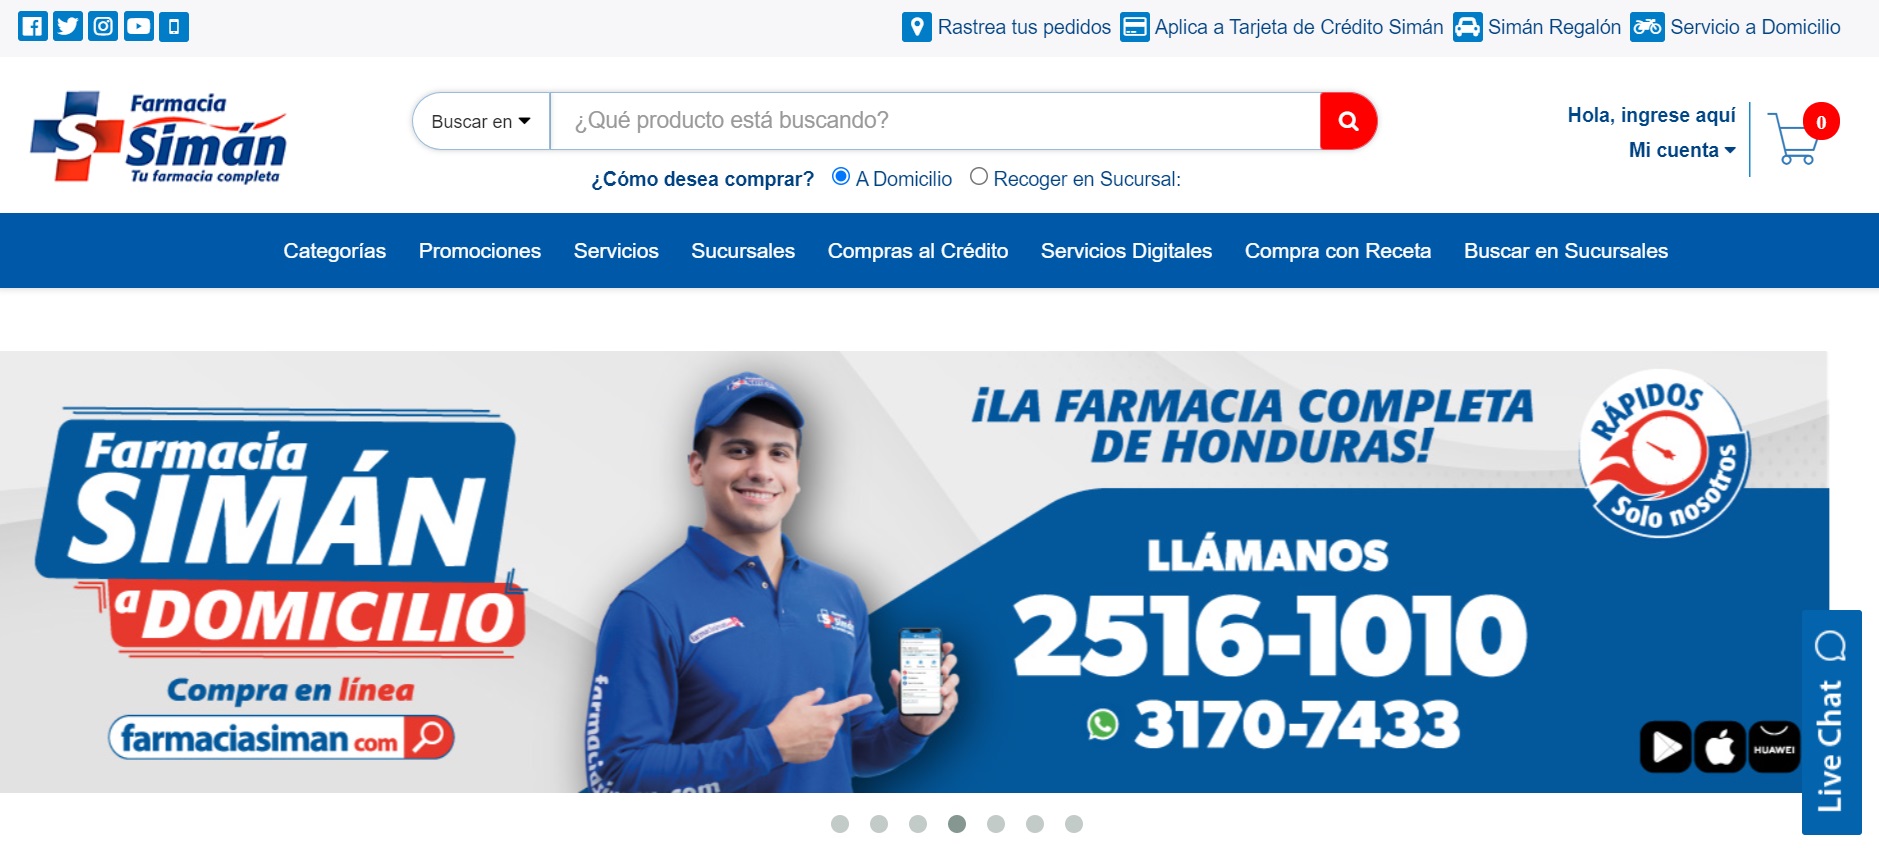 Rastrea tus pedidos Aplica a Tarjeta de Crédito Simán Simán Regalón Servicio a Domicilio
Farmacia
Simán
Tu farmacia completa
Buscar en ¿Qué producto está buscando?
Hola, ingrese aquí
0
Mi cuenta
¿Cómo desea comprar? A Domicilio Recoger en Sucursal:
Categorías Promociones Servicios Sucursales Compras al Crédito Servicios Digitales Compra con Receta Buscar en Sucursales
Farmacia
SIMÁN
a DOMICILIO
Compra en línea
farmaciasiman com
Farmacia
Simán
¡LA FARMACIA COMPLETA
DE HONDURAS!
RÁPIDOS
Solo nosotros
LLÁMANOS
2516-1010
3170-7433
HUAWEI
Live Chat